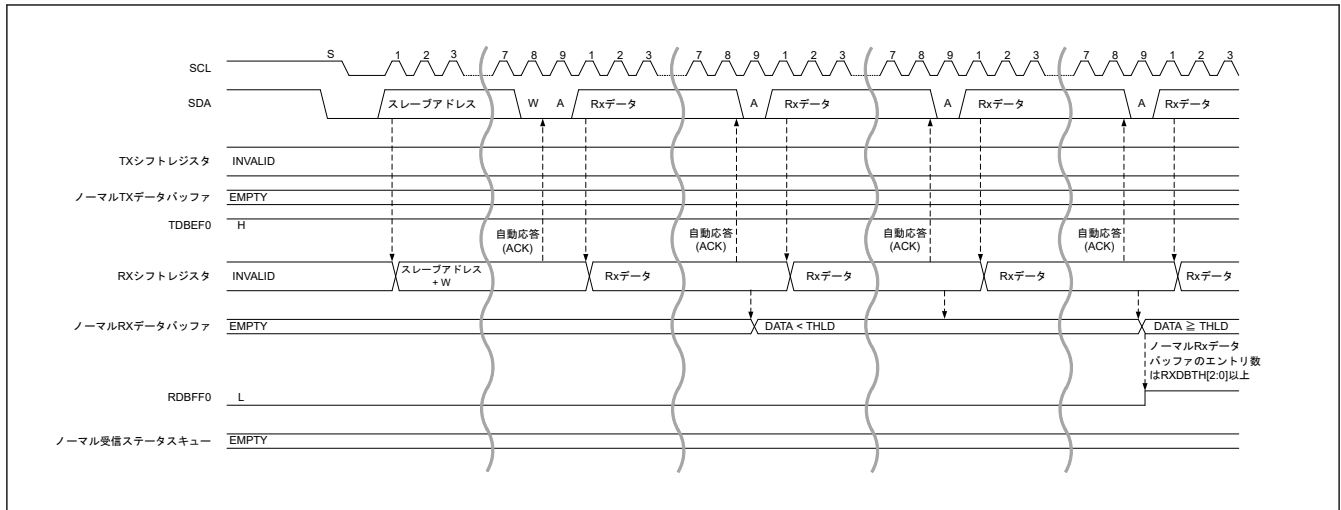 S 1 2 3 7 8 9 1 2 3 7 8 9 1 2 3 7 8 9 1 2 3 7 8 9 1 2 3
SCL
SDA スレーブアドレス W A Rxデータ A Rxデータ A Rxデータ A Rxデータ
TXシフトレジスタ INVALID
ノーマルTXデータバッファ EMPTY
TDBEF0 H
自動応答 自動応答 自動応答 自動応答
(ACK) (ACK) (ACK) (ACK)
RXシフトレジスタ INVALID スレーブアドレス Rxデータ Rxデータ Rxデータ Rxデータ
+ W
ノーマルRXデータバッファ EMPTY DATA < THLD DATA ≧ THLD
ノーマルRxデータ
バッファのエントリ数
はRXDBTH[2:0]以上
RDBFF0 L
ノーマル受信ステータスキュー EMPTY